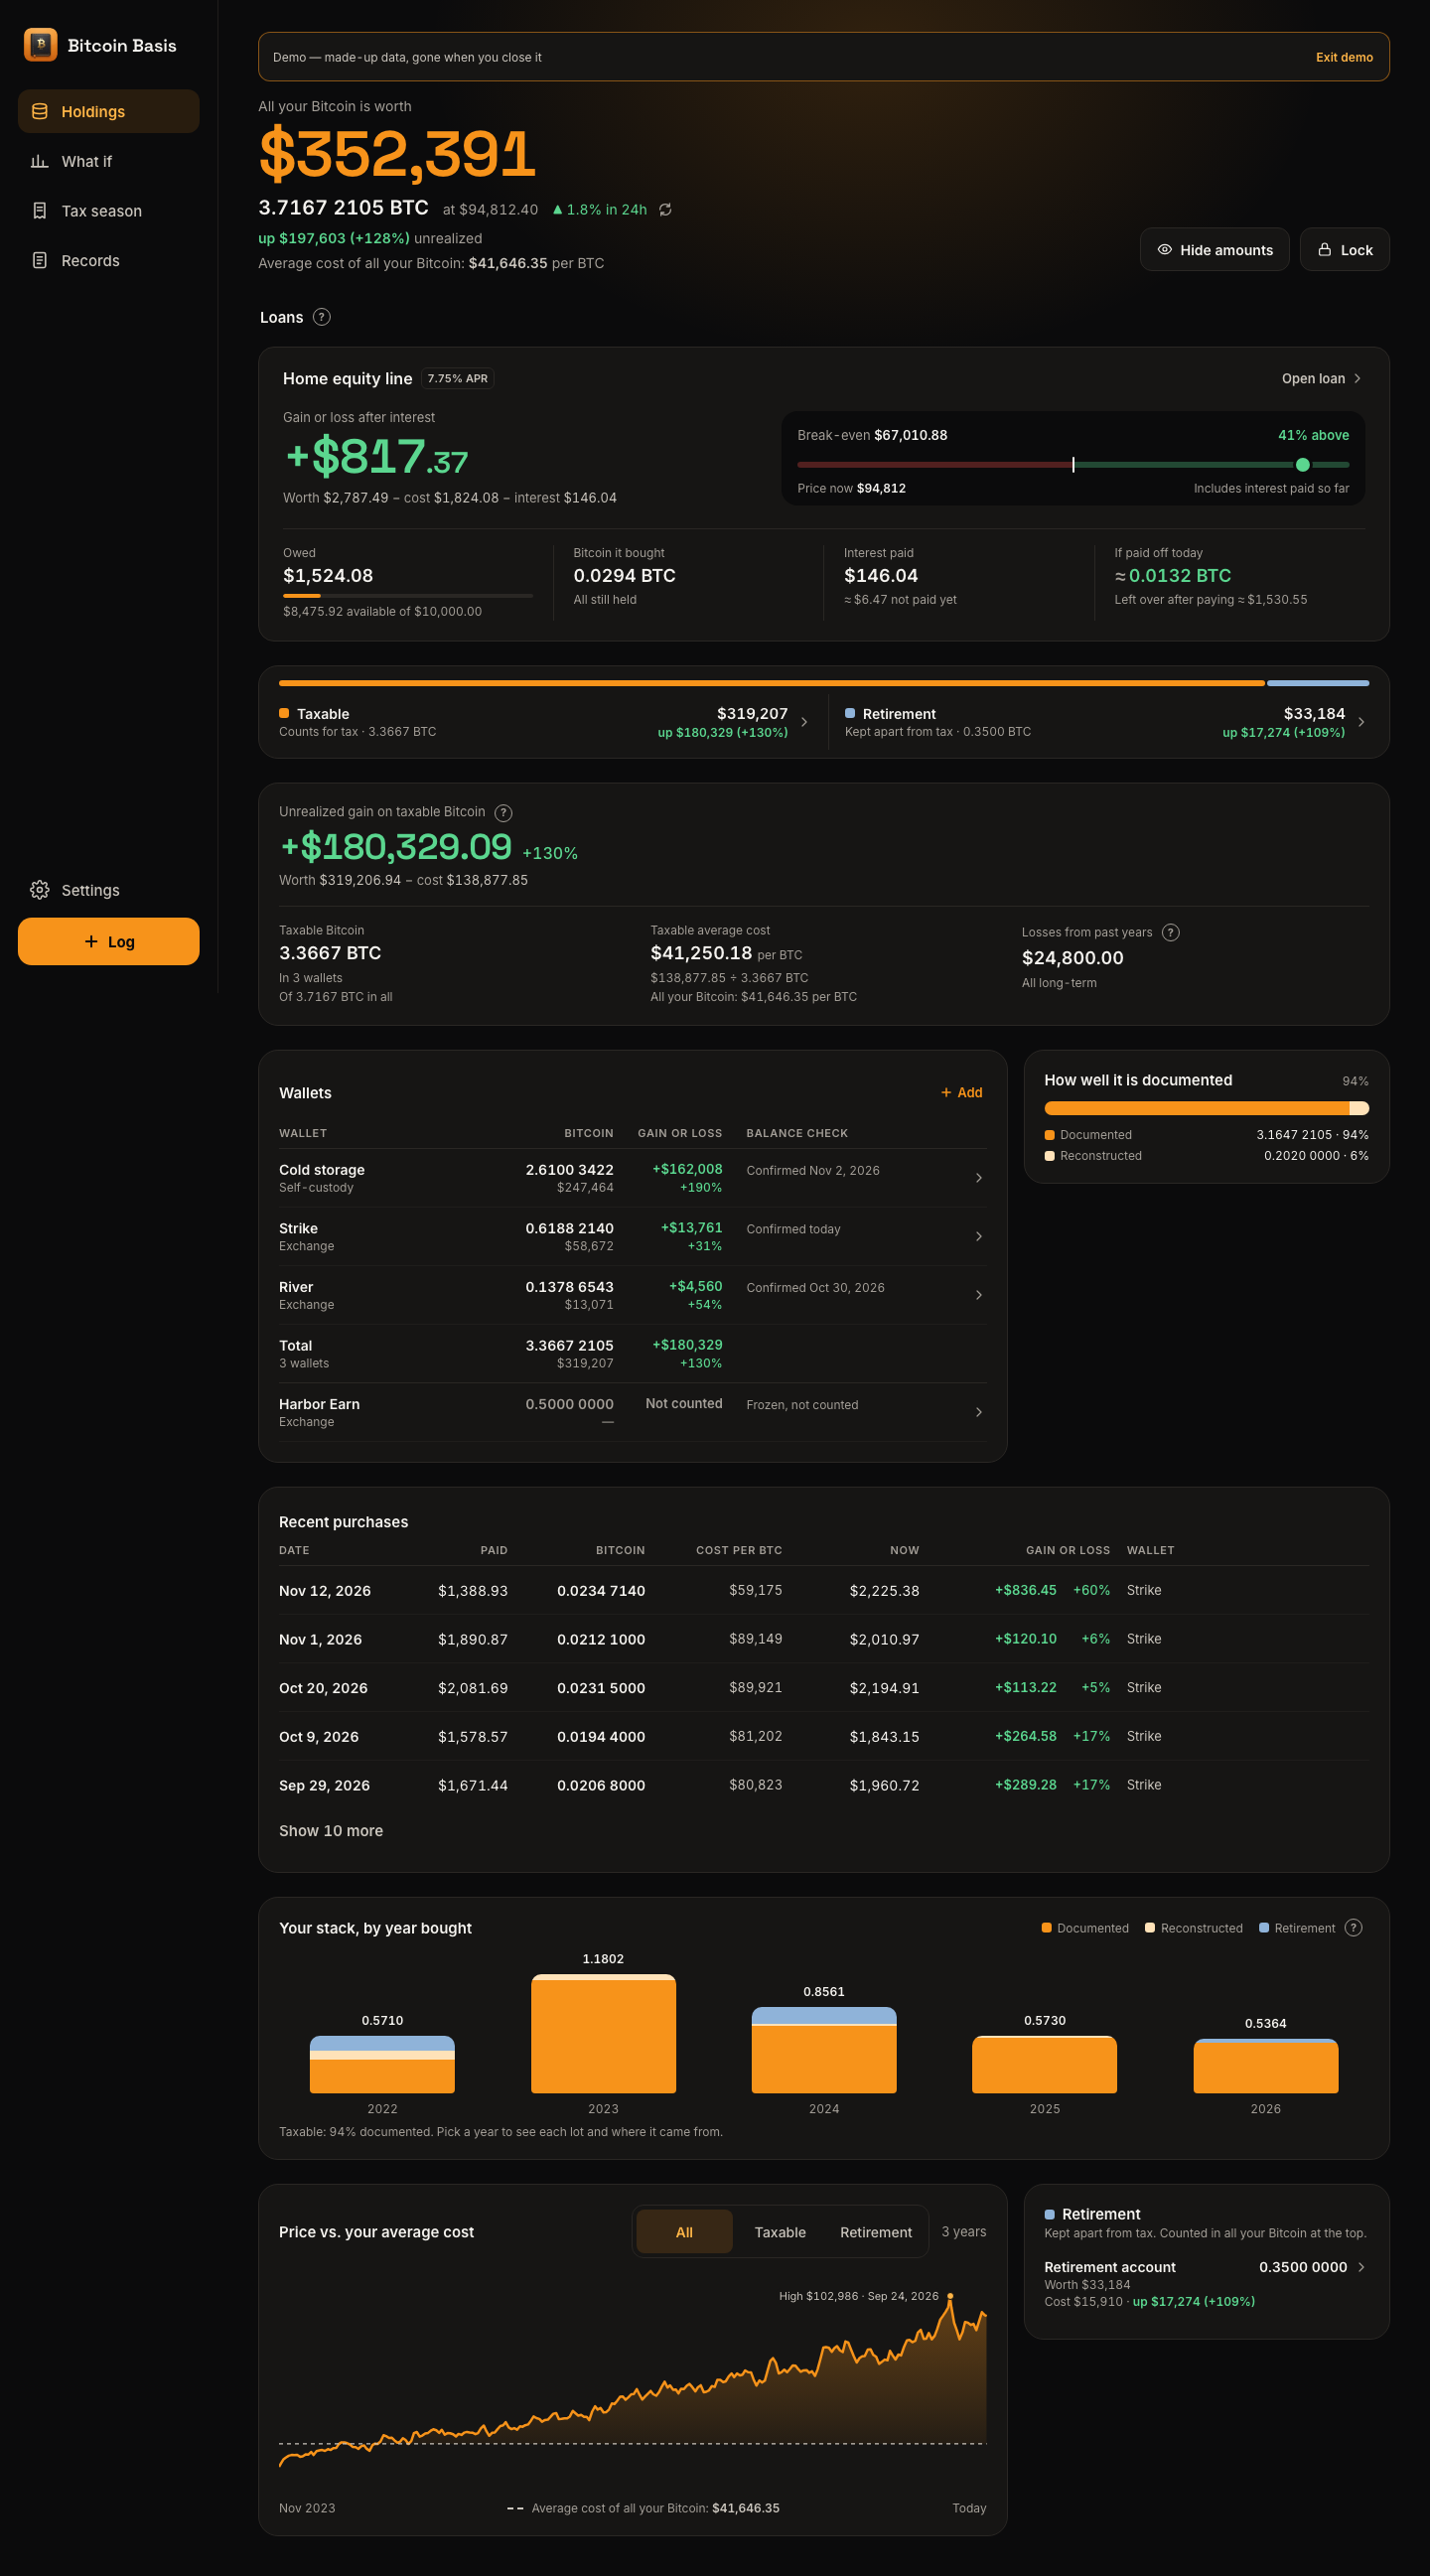 Bitcoin Basis
Holdings
What if
Tax season
Records
Settings
+ Log
Demo — made-up data, gone when you close it
Exit demo
All your Bitcoin is worth
$352,391
3.7167 2105 BTC at $94,812.40 ▲ 1.8% in 24h
up $197,603 (+128%) unrealized
Average cost of all your Bitcoin: $41,646.35 per BTC
Hide amounts
Lock
Loans ?
Home equity line 7.75% APR
Open loan
Gain or loss after interest
+$817.37
Worth $2,787.49 − cost $1,824.08 − interest $146.04
Break-even $67,010.88
41% above
Price now $94,812
Includes interest paid so far
Owed
$1,524.08
$8,475.92 available of $10,000.00
Bitcoin it bought
0.0294 BTC
All still held
Interest paid
$146.04
≈ $6.47 not paid yet
If paid off today
≈ 0.0132 BTC
Left over after paying ≈ $1,530.55
Taxable
$319,207
Counts for tax · 3.3667 BTC
up $180,329 (+130%)
Retirement
$33,184
Kept apart from tax · 0.3500 BTC
up $17,274 (+109%)
Unrealized gain on taxable Bitcoin ?
+$180,329.09 +130%
Worth $319,206.94 − cost $138,877.85
Taxable Bitcoin
3.3667 BTC
In 3 wallets
Of 3.7167 BTC in all
Taxable average cost
$41,250.18 per BTC
$138,877.85 ÷ 3.3667 BTC
All your Bitcoin: $41,646.35 per BTC
Losses from past years ?
$24,800.00
All long-term
Wallets
+ Add
WALLET BITCOIN GAIN OR LOSS BALANCE CHECK
Cold storage 2.6100 3422 +$162,008 Confirmed Nov 2, 2026
Self-custody $247,464 +190%
Strike 0.6188 2140 +$13,761 Confirmed today
Exchange $58,672 +31%
River 0.1378 6543 +$4,560 Confirmed Oct 30, 2026
Exchange $13,071 +54%
Total 3.3667 2105 +$180,329
3 wallets $319,207 +130%
Harbor Earn 0.5000 0000 Not counted Frozen, not counted
Exchange —
How well it is documented 94%
Documented 3.1647 2105 · 94%
Reconstructed 0.2020 0000 · 6%
Recent purchases
DATE PAID BITCOIN COST PER BTC NOW GAIN OR LOSS WALLET
Nov 12, 2026 $1,388.93 0.0234 7140 $59,175 $2,225.38 +$836.45 +60% Strike
Nov 1, 2026 $1,890.87 0.0212 1000 $89,149 $2,010.97 +$120.10 +6% Strike
Oct 20, 2026 $2,081.69 0.0231 5000 $89,921 $2,194.91 +$113.22 +5% Strike
Oct 9, 2026 $1,578.57 0.0194 4000 $81,202 $1,843.15 +$264.58 +17% Strike
Sep 29, 2026 $1,671.44 0.0206 8000 $80,823 $1,960.72 +$289.28 +17% Strike
Show 10 more
Your stack, by year bought
Documented Reconstructed Retirement ?
0.5710 1.1802 0.8561 0.5730 0.5364
2022 2023 2024 2025 2026
Taxable: 94% documented. Pick a year to see each lot and where it came from.
Price vs. your average cost
All Taxable Retirement 3 years
High $102,986 · Sep 24, 2026
Nov 2023
Average cost of all your Bitcoin: $41,646.35
Today
Retirement
Kept apart from tax. Counted in all your Bitcoin at the top.
Retirement account 0.3500 0000
Worth $33,184
Cost $15,910 · up $17,274 (+109%)